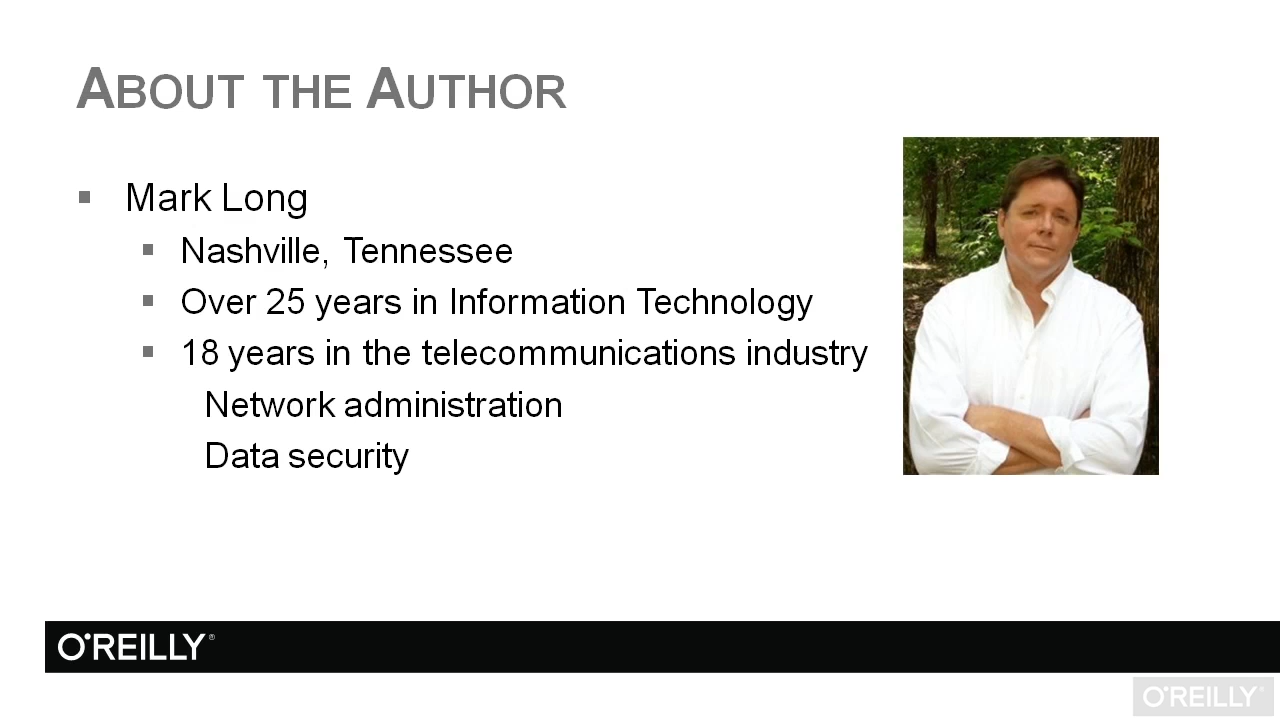 ABOUT THE AUTHOR
Mark Long
Nashville, Tennessee
Over 25 years in Information Technology
18 years in the telecommunications industry
Network administration
Data security
O'REILLY®
O'REILLY®